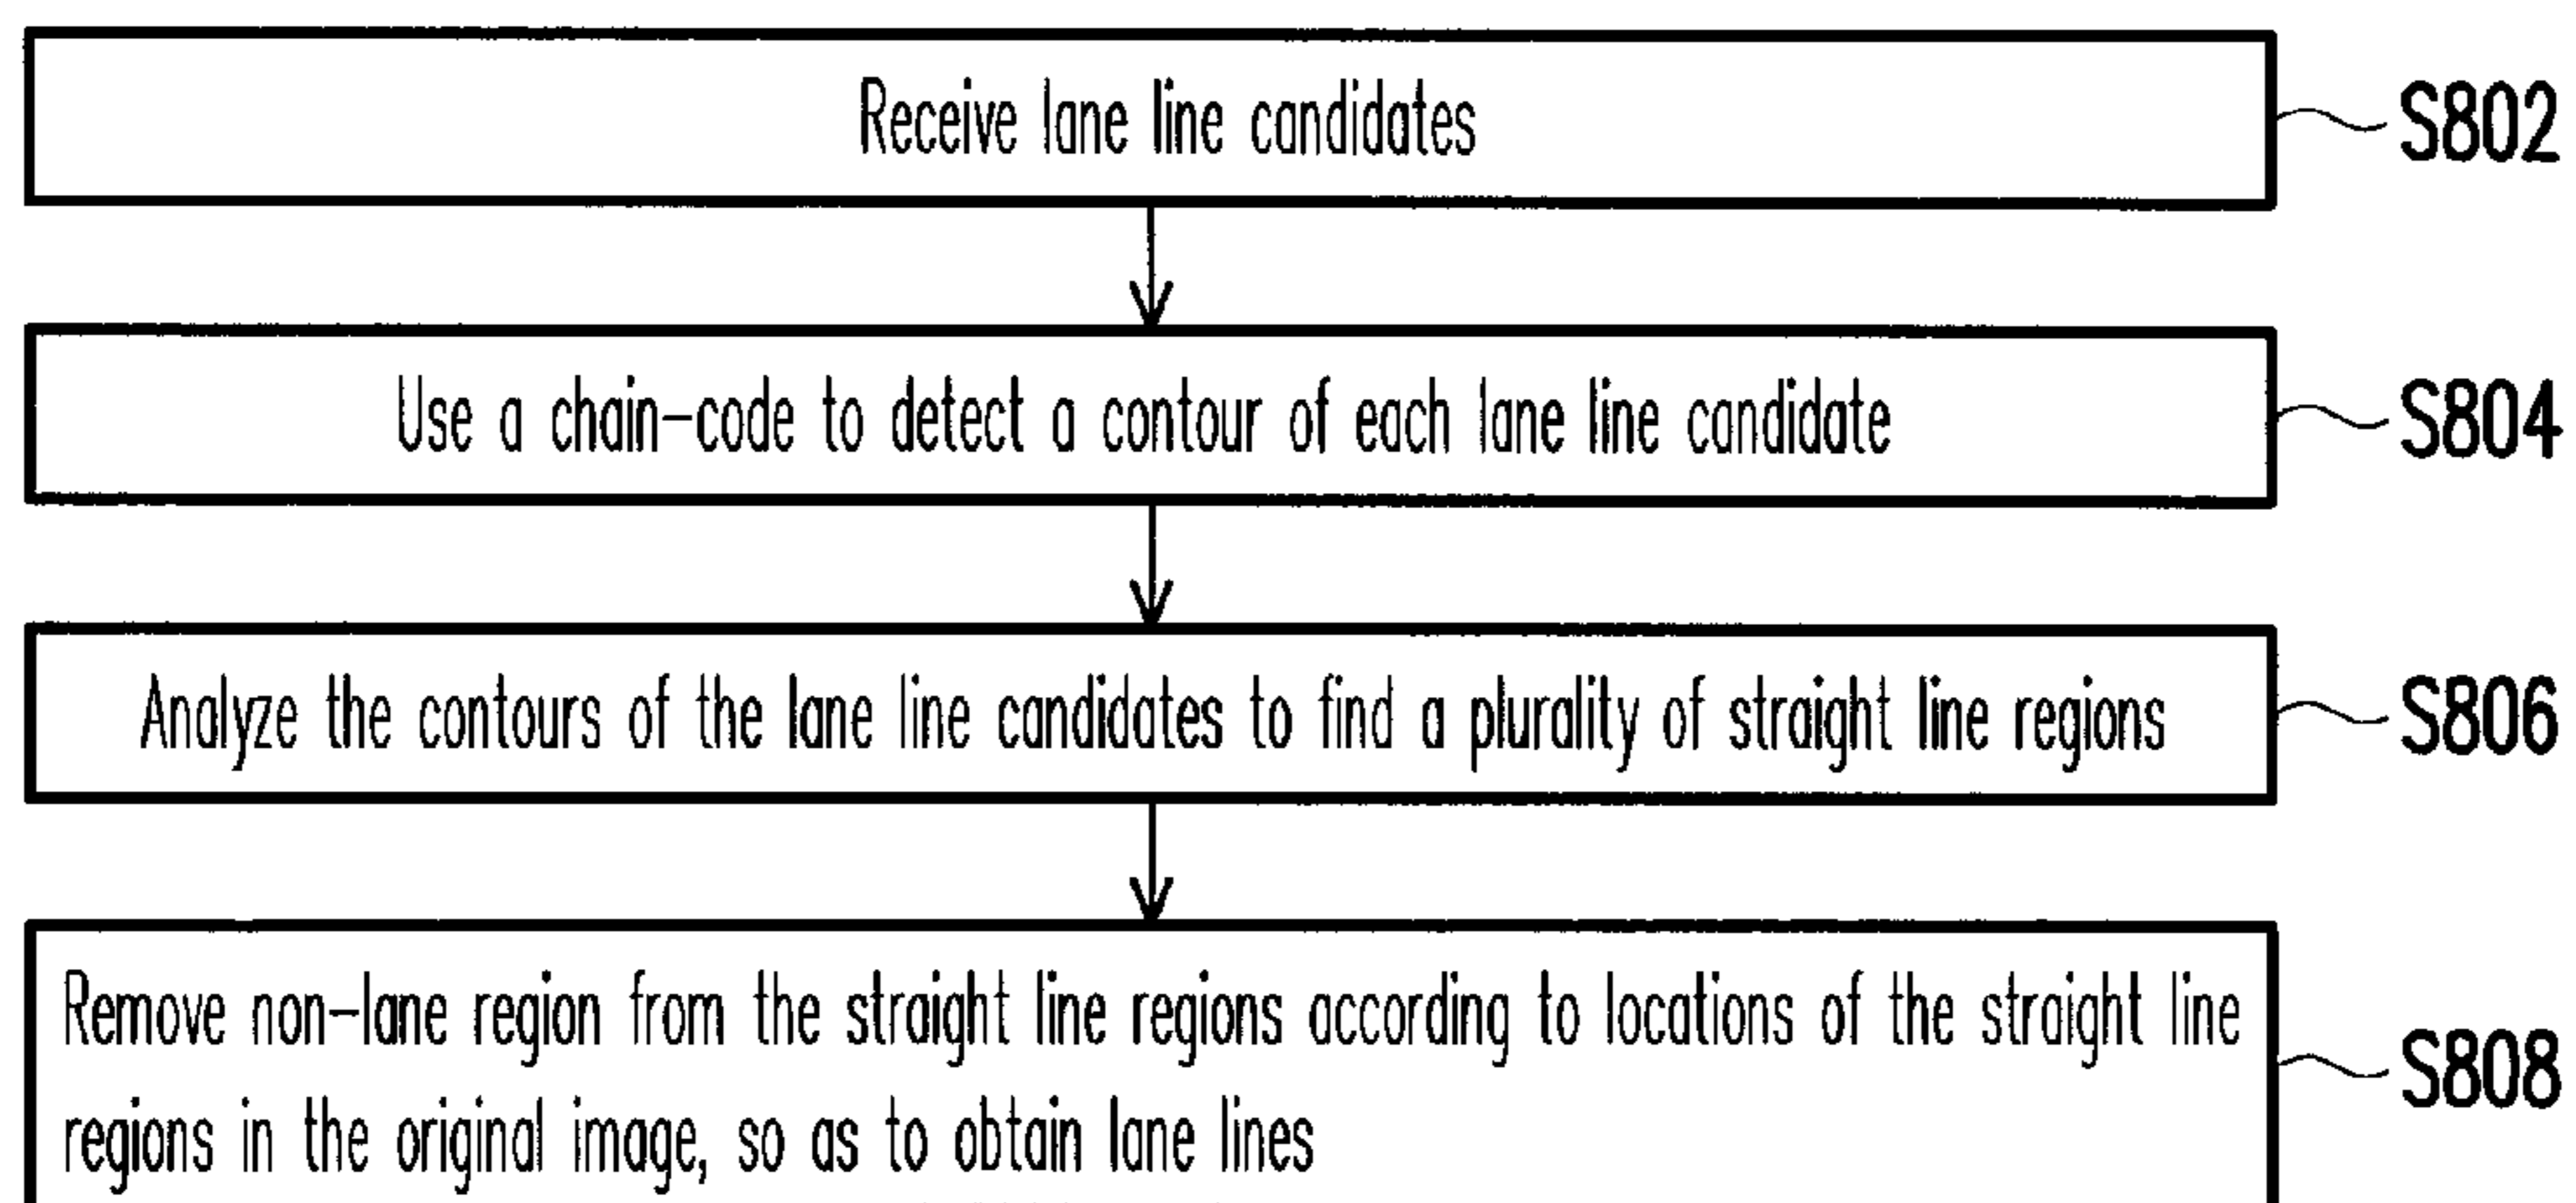 Receive lane line candidates
S802
Use a chain-code to detect a contour of each lane line candidate
S804
Analyze the contours of the lane line candidates to find a plurality of straight line regions
S806
Remove non-lane region from the straight line regions according to locations of the straight line
regions in the original image, so as to obtain lane lines
S808